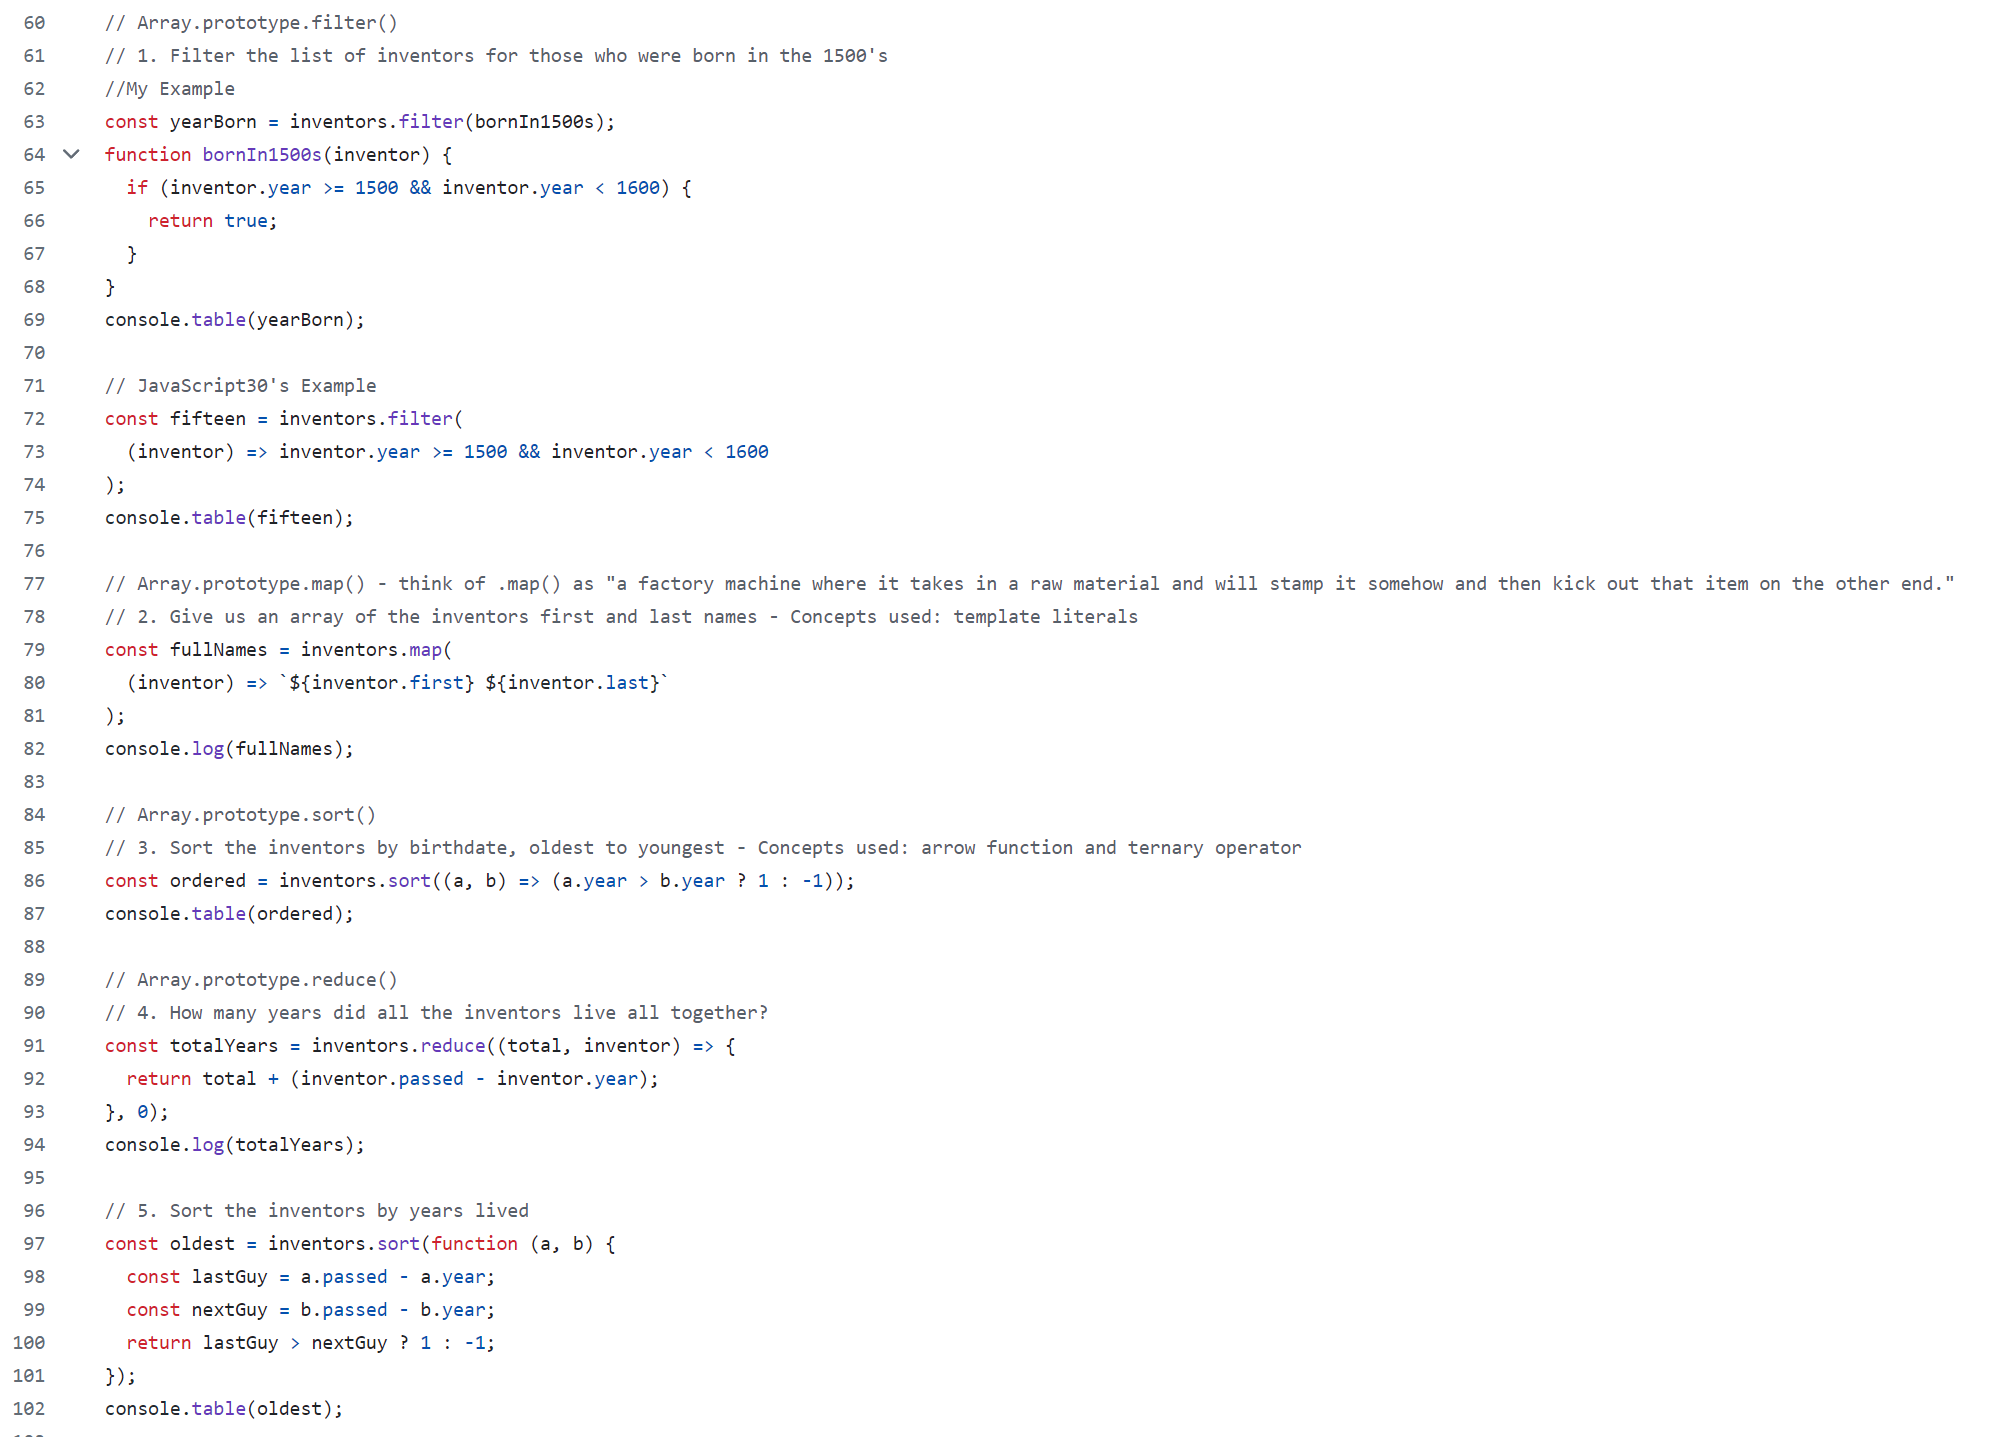 60 // Array.prototype.filter()
61 // 1. Filter the list of inventors for those who were born in the 1500's
62 //My Example
63 const yearBorn = inventors.filter(bornIn1500s);
64 function bornIn1500s(inventor) {
65 if (inventor.year >= 1500 && inventor.year < 1600) {
66 return true;
67 }
68 }
69 console.table(yearBorn);
70
71 // JavaScript30's Example
72 const fifteen = inventors.filter(
73 (inventor) => inventor.year >= 1500 && inventor.year < 1600
74 );
75 console.table(fifteen);
76
77 // Array.prototype.map() - think of .map() as "a factory machine where it takes in a raw material and will stamp it somehow and then kick out that item on the other end."
78 // 2. Give us an array of the inventors first and last names - Concepts used: template literals
79 const fullNames = inventors.map(
80 (inventor) => `${inventor.first} ${inventor.last}`
81 );
82 console.log(fullNames);
83
84 // Array.prototype.sort()
85 // 3. Sort the inventors by birthdate, oldest to youngest - Concepts used: arrow function and ternary operator
86 const ordered = inventors.sort((a, b) => (a.year > b.year ? 1 : -1));
87 console.table(ordered);
88
89 // Array.prototype.reduce()
90 // 4. How many years did all the inventors live all together?
91 const totalYears = inventors.reduce((total, inventor) => {
92 return total + (inventor.passed - inventor.year);
93 }, 0);
94 console.log(totalYears);
95
96 // 5. Sort the inventors by years lived
97 const oldest = inventors.sort(function (a, b) {
98 const lastGuy = a.passed - a.year;
99 const nextGuy = b.passed - b.year;
100 return lastGuy > nextGuy ? 1 : -1;
101 });
102 console.table(oldest);